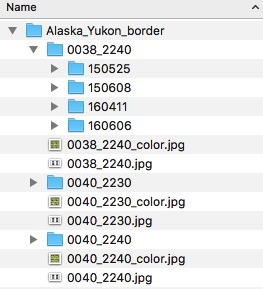 Name
Alaska_Yukon_border
0038_2240
150525
150608
160411
160606
0038_2240_color.jpg
0038_2240.jpg
0040_2230
0040_2230_color.jpg
0040_2230.jpg
0040_2240
0040_2240_color.jpg
0040_2240.jpg